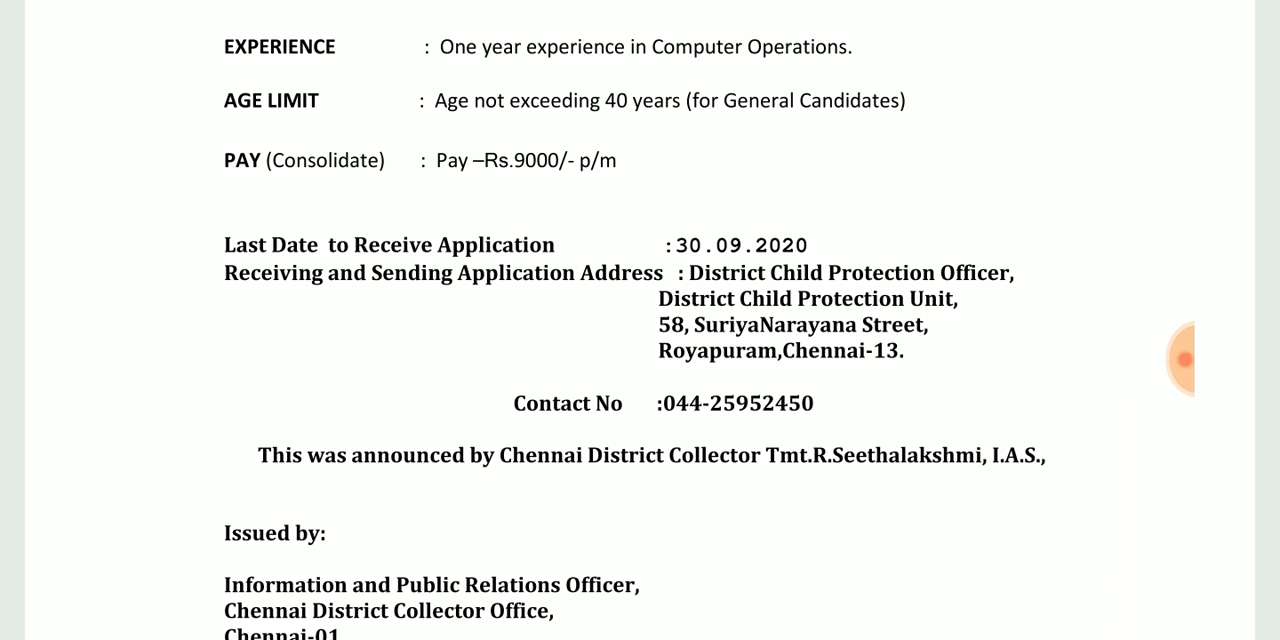 EXPERIENCE : One year experience in Computer Operations.
AGE LIMIT : Age not exceeding 40 years (for General Candidates)
PAY (Consolidate) : Pay –Rs.9000/- p/m
Last Date to Receive Application :30.09.2020
Receiving and Sending Application Address : District Child Protection Officer,
District Child Protection Unit,
58, SuriyaNarayana Street,
Royapuram,Chennai-13.
Contact No :044-25952450
This was announced by Chennai District Collector Tmt.R.Seethalakshmi, I.A.S.,
Issued by:
Information and Public Relations Officer,
Chennai District Collector Office,
Chennai-01